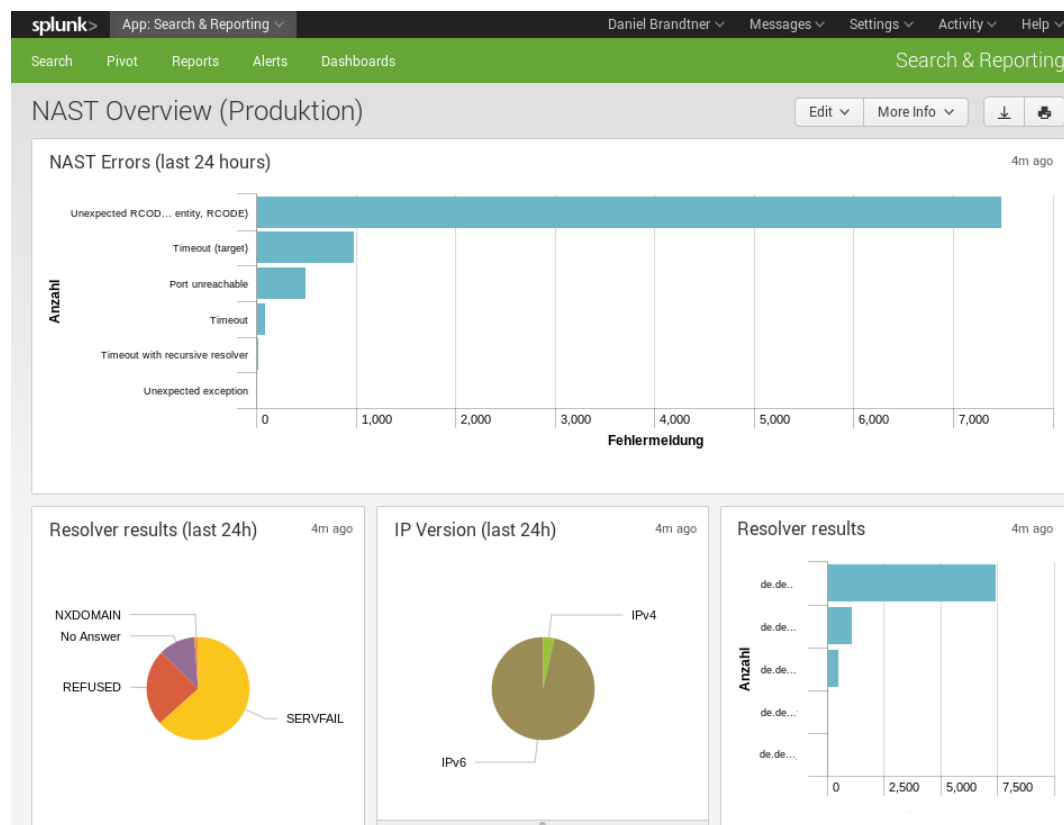 splunk> App: Search & Reporting Daniel Brandtner Messages Settings Activity Help
Search Pivot Reports Alerts Dashboards Search & Reporting
NAST Overview (Produktion) Edit More Info
NAST Errors (last 24 hours) 4m ago
Unexpected RCOD... entity, RCODE)
Timeout (target)
Port unreachable
Timeout
Timeout with recursive resolver
Unexpected exception
Anzahl
0 1,000 2,000 3,000 4,000 5,000 6,000 7,000
Fehlermeldung
Resolver results (last 24h) 4m ago
NXDOMAIN
No Answer
REFUSED
SERVFAIL
IP Version (last 24h) 4m ago
IPv4
IPv6
Resolver results 4m ago
de.de...
de.de...
de.de...
de.de...
de.de...
Anzahl
0 2,500 5,000 7,500